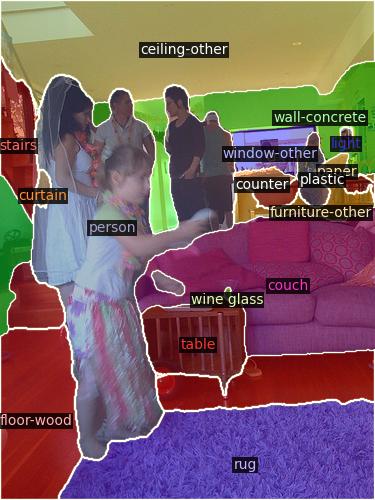 ceiling-other
wall-concrete
stairs
light
window-other
paper
plastic
counter
curtain
furniture-other
person
couch
wine glass
table
floor-wood
rug